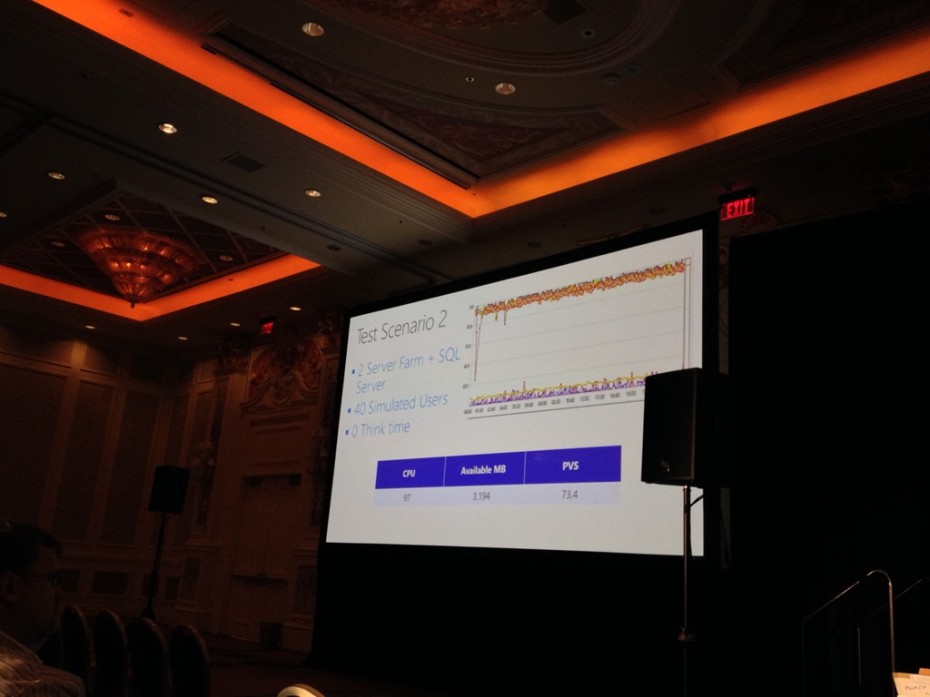 EXIT
Test Scenario 2
▪ 2 Server Farm + SQL
Server
▪ 40 Simulated Users
▪ 0 Think time
CPU Available MB PVS
97 3,194 73.4